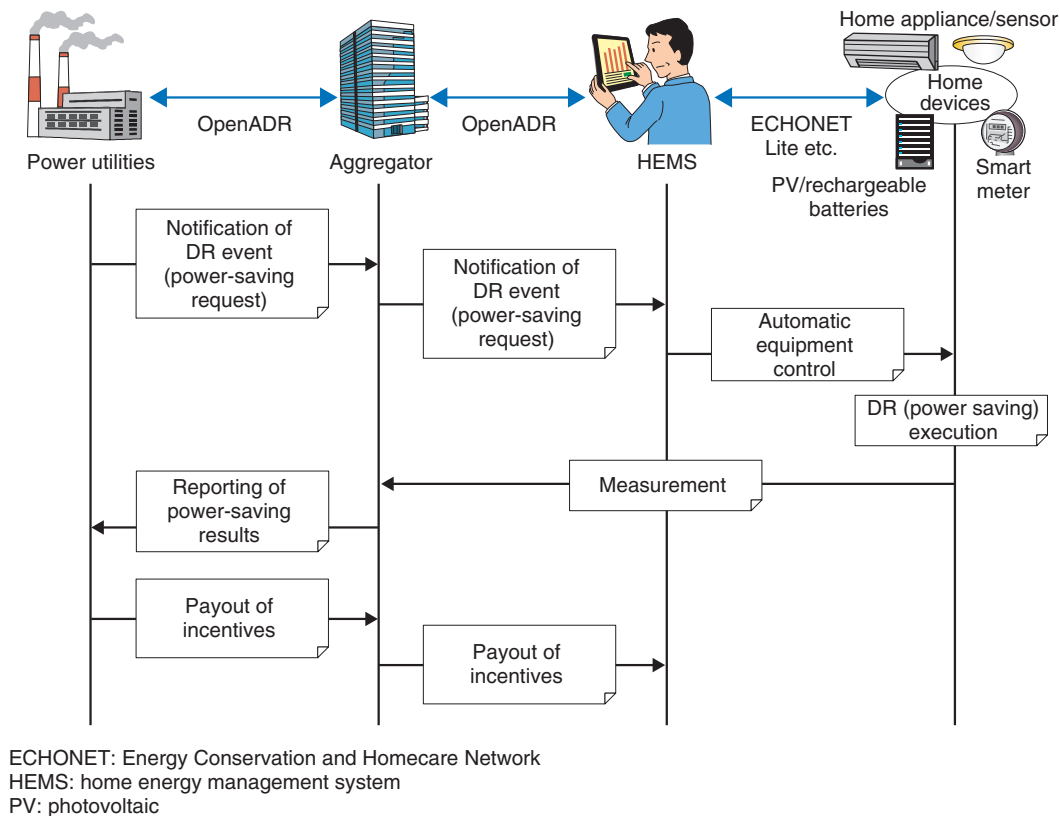 Home appliance/sensor
Home
devices
OpenADR
OpenADR
ECHONET
Lite etc.
Power utilities
Aggregator
HEMS
PV/rechargeable
batteries
Smart
meter
Notification of
DR event
(power-saving
request)
Notification of
DR event
(power-saving
request)
Automatic
equipment
control
DR (power saving)
execution
Measurement
Reporting of
power-saving
results
Payout of
incentives
Payout of
incentives
ECHONET: Energy Conservation and Homecare Network
HEMS: home energy management system
PV: photovoltaic